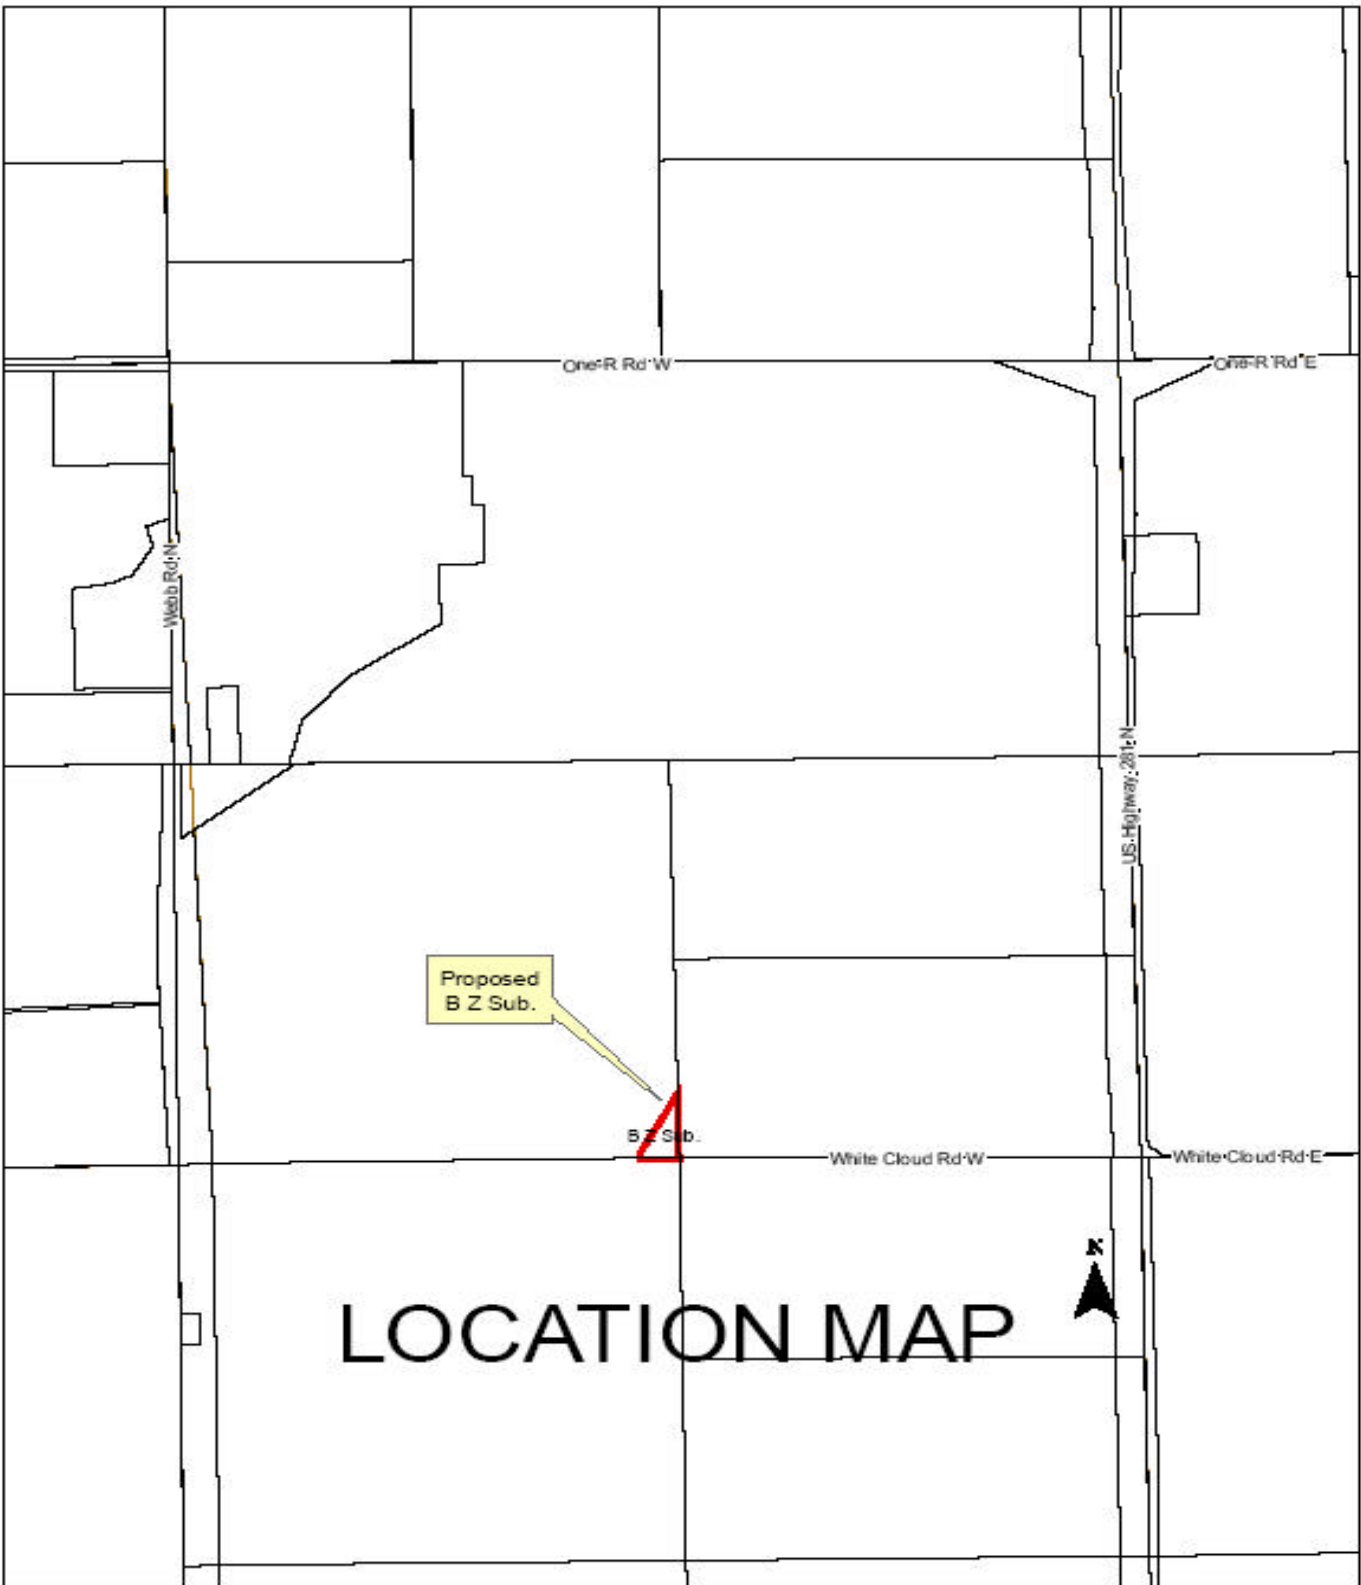 One-R Rd W
One-R Rd E
Webb Rd N
US Highway 281 N
Proposed
B Z Sub.
B Z Sub.
White Cloud Rd W
White Cloud Rd E
N
LOCATION MAP